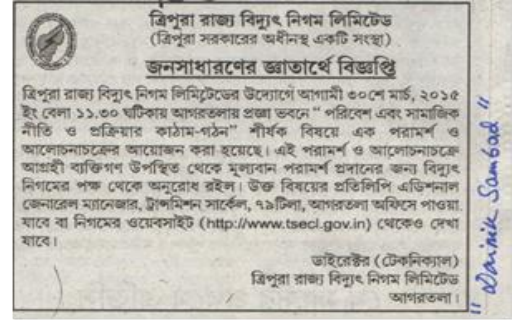 ত্রিপুরা রাজ্য বিদ্যুৎ নিগম লিমিটেড
(ত্রিপুরা সরকারের অধীনস্থ একটি সংস্থা)
জনসাধারণের জ্ঞাতার্থে বিজ্ঞপ্তি
ত্রিপুরা রাজ্য বিদ্যুৎ নিগম লিমিটেডের উদ্যোগে আগামী ৩০শে মার্চ, ২০১৫
ইং বেলা ১১.৩০ ঘটিকায় আগরতলায় প্রজ্ঞা ভবনে " পরিবেশ এবং সামাজিক
নীতি ও প্রক্রিয়ার কাঠাম-গঠন" শীর্ষক বিষয়ে এক পরামর্শ ও
আলোচনাচক্রের আয়োজন করা হয়েছে। এই পরামর্শ ও আলোচনাচক্রে
আগ্রহী ব্যক্তিগণ উপস্থিত থেকে মূল্যবান পরামর্শ প্রদানের জন্য বিদ্যুৎ
নিগমের পক্ষ থেকে অনুরোধ রইল। উক্ত বিষয়ের প্রতিলিপি এডিশনাল
জেনারেল ম্যানেজার, ট্রান্সমিশন সার্কেল, ৭৯টিলা, আগরতলা অফিসে পাওয়া
যাবে বা নিগমের ওয়েবসাইট (http://www.tsecl.gov.in) থেকেও দেখা
যাবে।
ডাইরেক্টর (টেকনিক্যাল)
ত্রিপুরা রাজ্য বিদ্যুৎ নিগম লিমিটেড
আগরতলা।
" Dainik Sambad "